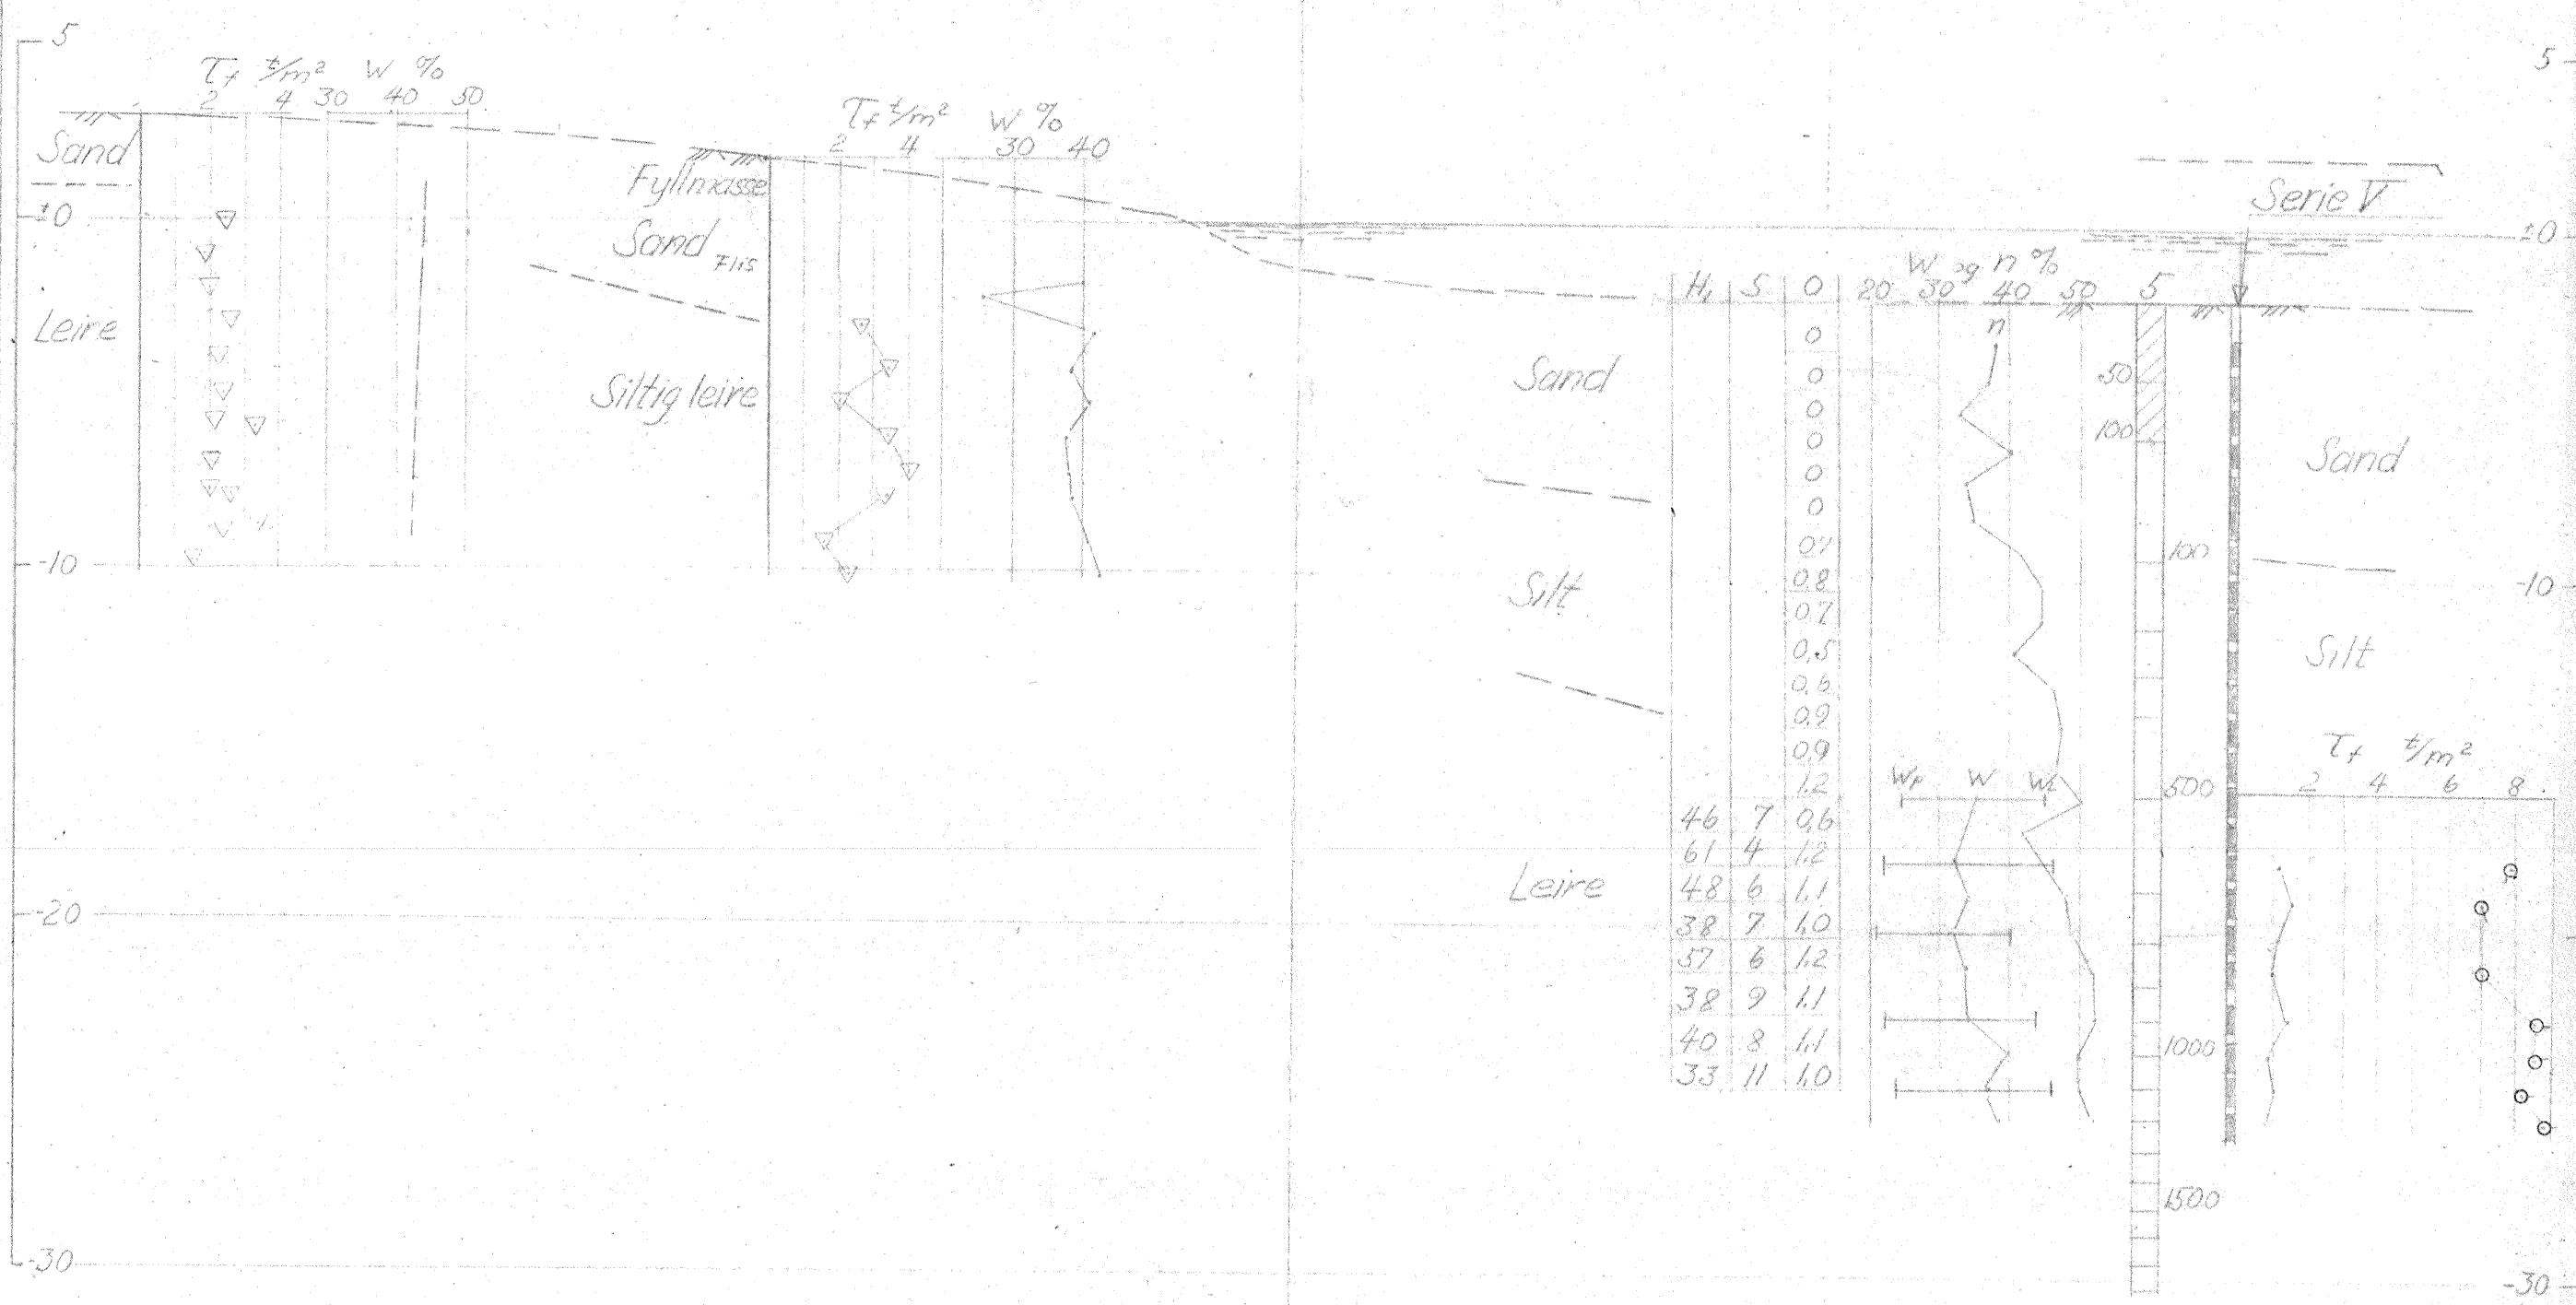 5
τf t/m² w %
2 4 30 40 50
Sand
±0
Leire
-10
-20
-30
τf t/m² w %
2 4 30 40
Fyllmasse
Sand
Flis
Siltig leire
5
Serie V
±0
-10
-30
Sand
Silt
Leire
w og n %
H₁ S O 20 30 40 50 5
n
0
0
0
0
0
0
0.7
0.8
0.7
0.5
0.6
0.9
0.9
1.2
46 7 0.6
61 4 1.2
48 6 1.1
38 7 1.0
57 6 1.2
38 9 1.1
40 8 1.1
33 11 1.0
wp w wL
50
100
100
500
1000
1500
Sand
Silt
τf t/m²
2 4 6 8